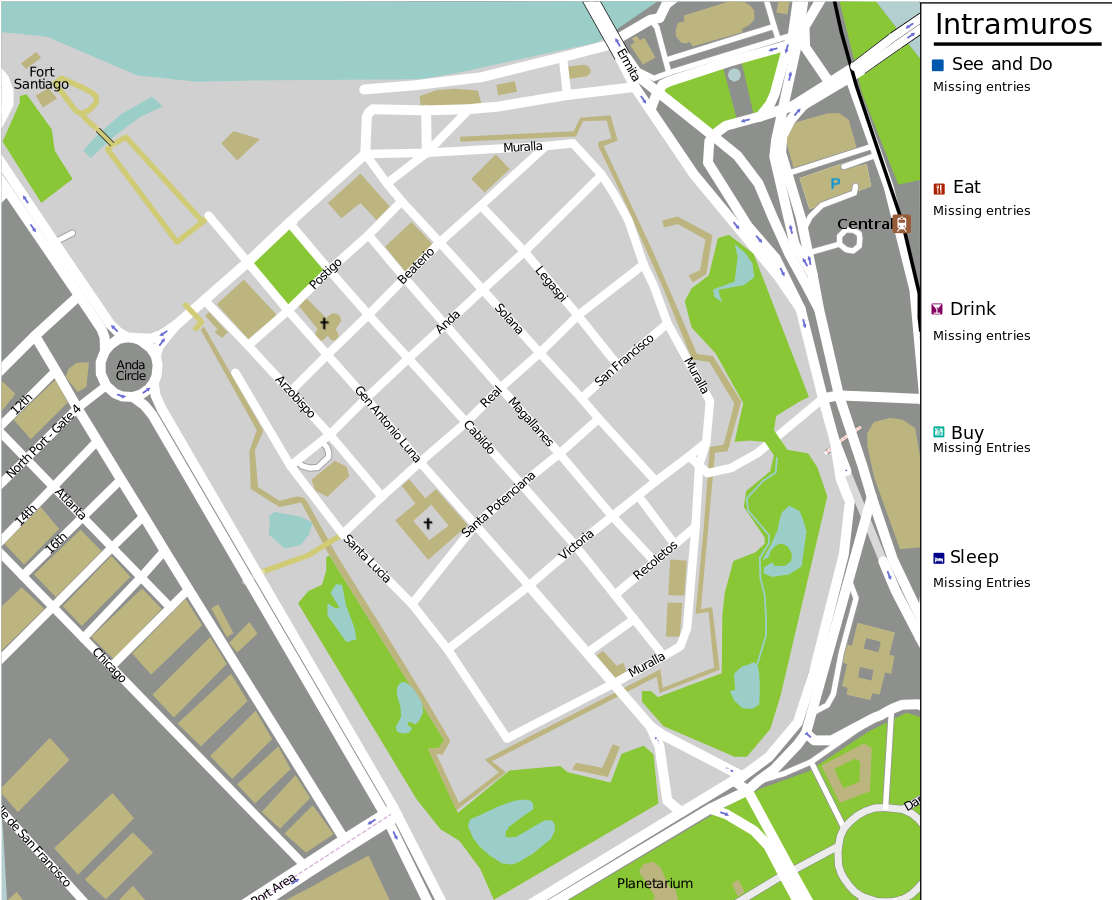 Intramuros
See and Do
Missing entries
Eat
Missing entries
Drink
Missing entries
Buy
Missing Entries
Sleep
Missing Entries
Fort
Santiago
Ermita
Muralla
P
Central
Postigo
Beaterio
Legaspi
Anda
Solana
Anda
Circle
San Francisco
Muralla
Arzobispo
Gen Antonio Luna
Real
Magallanes
12th
North Port - Gate 4
Cabildo
Atlanta
14th
16th
Santa Potenciana
Santa Lucia
Victoria
Recoletos
Chicago
Muralla
lle de San Francisco
Port Area
Planetarium
Dar